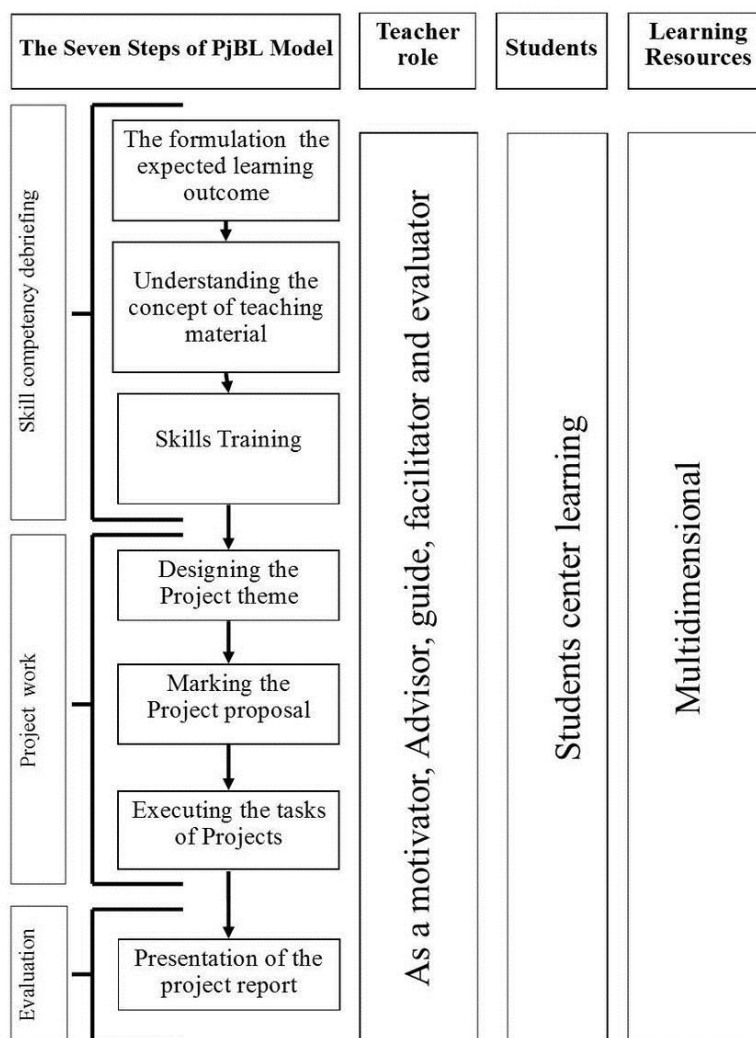 The Seven Steps of PjBL Model
Teacher
role
Students
Learning
Resources
Skill competency debriefing
The formulation the
expected learning
outcome
Understanding the
concept of teaching
material
Skills Training
Project work
Designing the
Project theme
Marking the
Project proposal
Executing the tasks
of Projects
Evaluation
Presentation of the
project report
As a motivator, Advisor, guide, facilitator and evaluator
Students center learning
Multidimensional